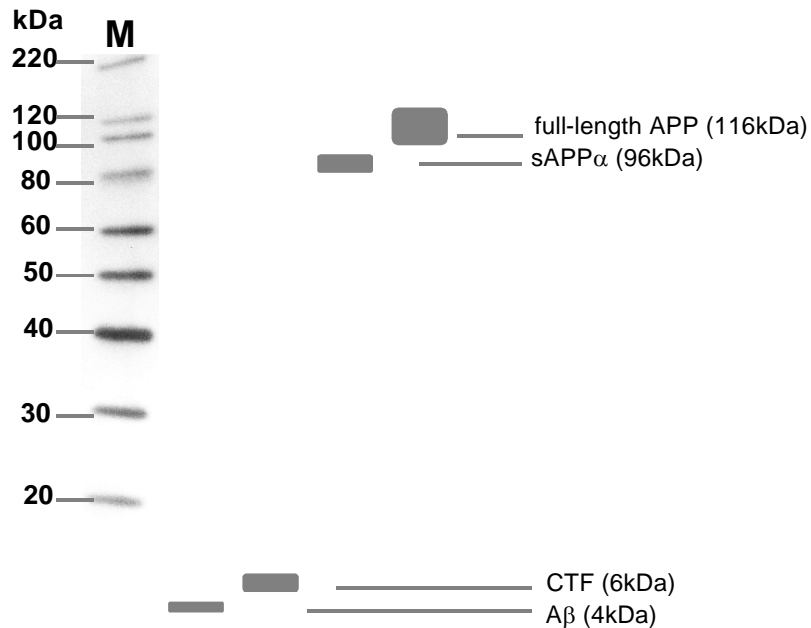 kDa
M
220
120
100
80
60
50
40
30
20
full-length APP (116kDa)
sAPPα (96kDa)
CTF (6kDa)
Aβ (4kDa)